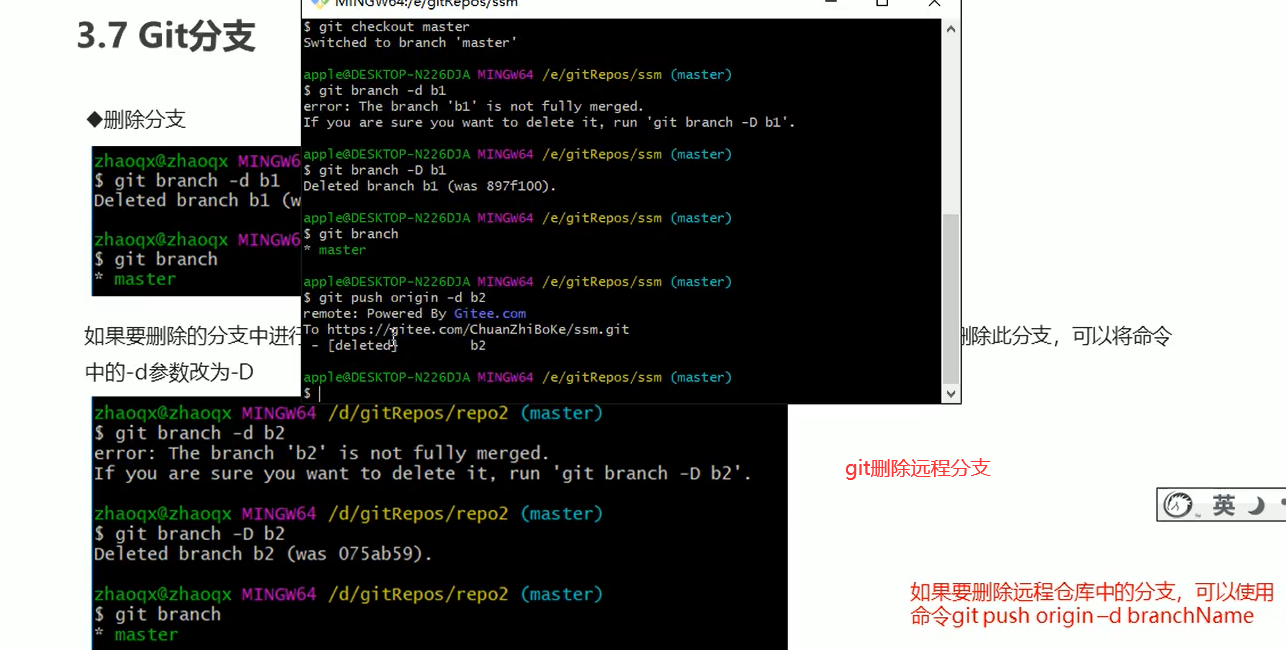 3.7 Git分支
◆删除分支
zhaoqx@zhaoqx MINGW6
$ git branch -d b1
Deleted branch b1 (w
zhaoqx@zhaoqx MINGW6
$ git branch
* master
MINGW64:/e/gitRepos/ssm
$ git checkout master
Switched to branch 'master'
apple@DESKTOP-N226DJA MINGW64 /e/gitRepos/ssm (master)
$ git branch -d b1
error: The branch 'b1' is not fully merged.
If you are sure you want to delete it, run 'git branch -D b1'.
apple@DESKTOP-N226DJA MINGW64 /e/gitRepos/ssm (master)
$ git branch -D b1
Deleted branch b1 (was 897f100).
apple@DESKTOP-N226DJA MINGW64 /e/gitRepos/ssm (master)
$ git branch
* master
apple@DESKTOP-N226DJA MINGW64 /e/gitRepos/ssm (master)
$ git push origin -d b2
remote: Powered By Gitee.com
To https://gitee.com/ChuanZhiBoKe/ssm.git
- [deleted] b2
apple@DESKTOP-N226DJA MINGW64 /e/gitRepos/ssm (master)
$
如果要删除的分支中进行 删除此分支，可以将命令
中的-d参数改为-D
zhaoqx@zhaoqx MINGW64 /d/gitRepos/repo2 (master)
$ git branch -d b2
error: The branch 'b2' is not fully merged.
If you are sure you want to delete it, run 'git branch -D b2'.
zhaoqx@zhaoqx MINGW64 /d/gitRepos/repo2 (master)
$ git branch -D b2
Deleted branch b2 (was 075ab59).
zhaoqx@zhaoqx MINGW64 /d/gitRepos/repo2 (master)
$ git branch
* master
git删除远程分支
英
如果要删除远程仓库中的分支，可以使用
命令git push origin –d branchName